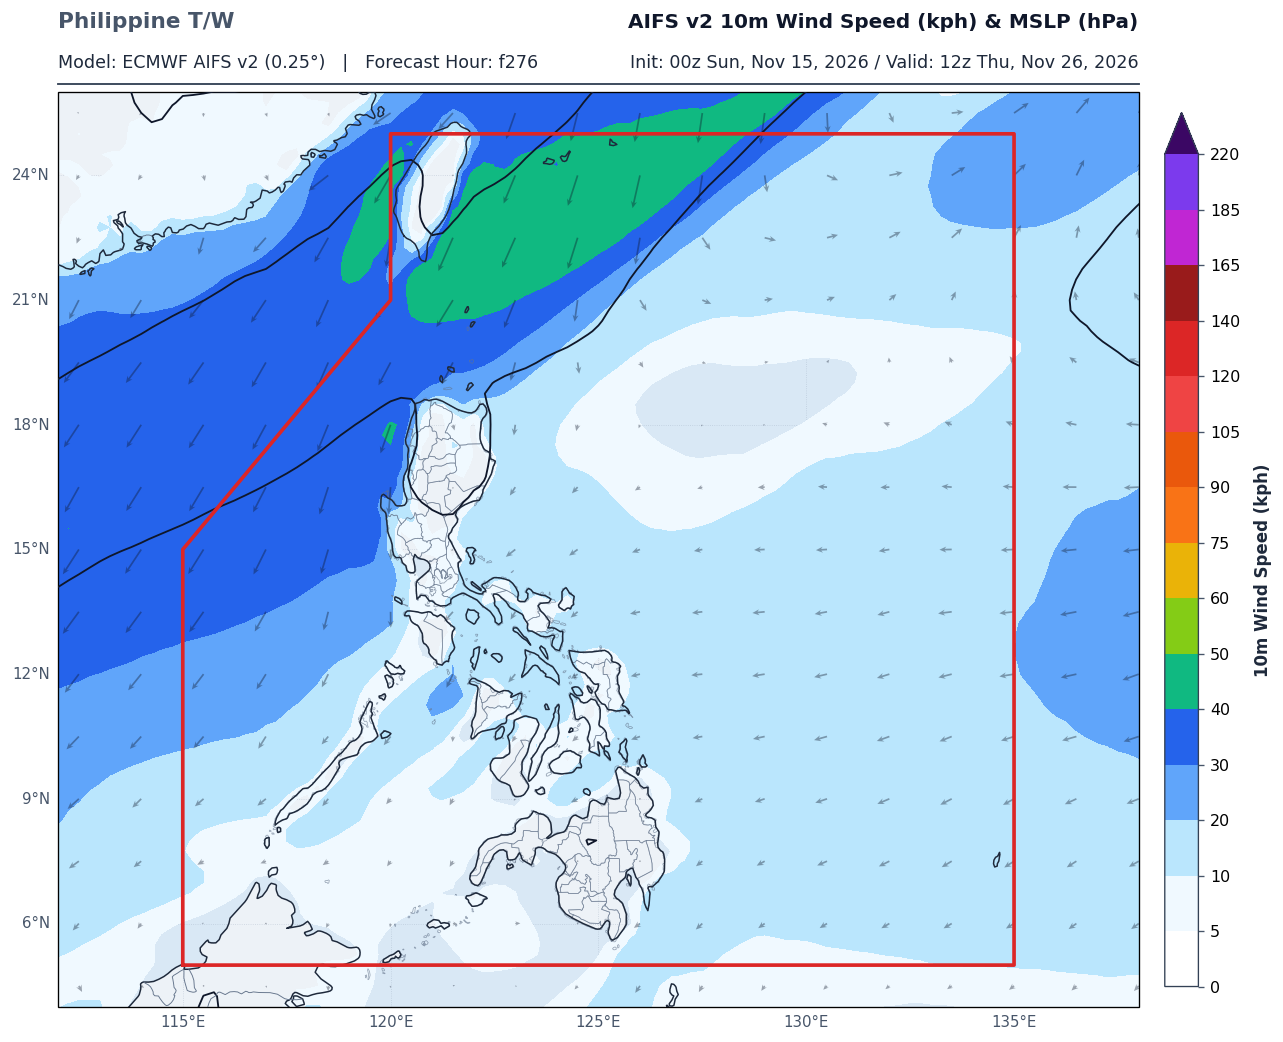 Philippine T/W
AIFS v2 10m Wind Speed (kph) & MSLP (hPa)
Model: ECMWF AIFS v2 (0.25°)   |   Forecast Hour: f276
Init: 00z Sun, Nov 15, 2026 / Valid: 12z Thu, Nov 26, 2026
24°N
21°N
18°N
15°N
12°N
9°N
6°N
115°E
120°E
125°E
130°E
135°E
220
185
165
140
120
105
90
75
60
50
40
30
20
10
5
0
10m Wind Speed (kph)